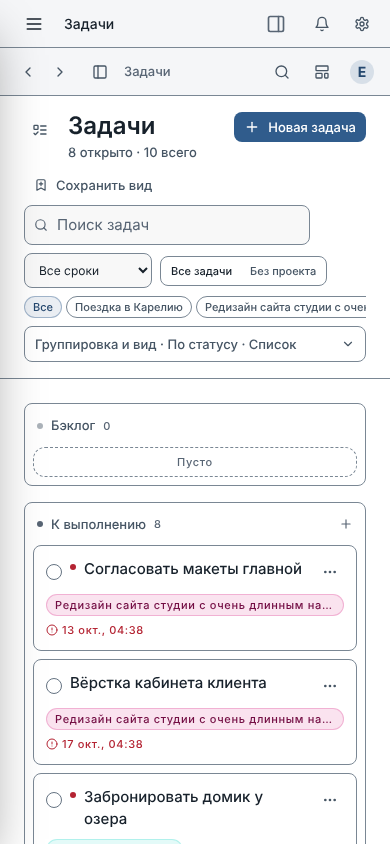 Задачи
Задачи
E
Задачи
Новая задача
8 открыто · 10 всего
Сохранить вид
Поиск задач
Все сроки
Все задачи Без проекта
Все Поездка в Карелию Редизайн сайта студии с очен
Группировка и вид · По статусу · Список
Бэклог 0
Пусто
К выполнению 8
Согласовать макеты главной
Редизайн сайта студии с очень длинным на...
13 окт., 04:38
Вёрстка кабинета клиента
Редизайн сайта студии с очень длинным на...
17 окт., 04:38
Забронировать домик у
озера